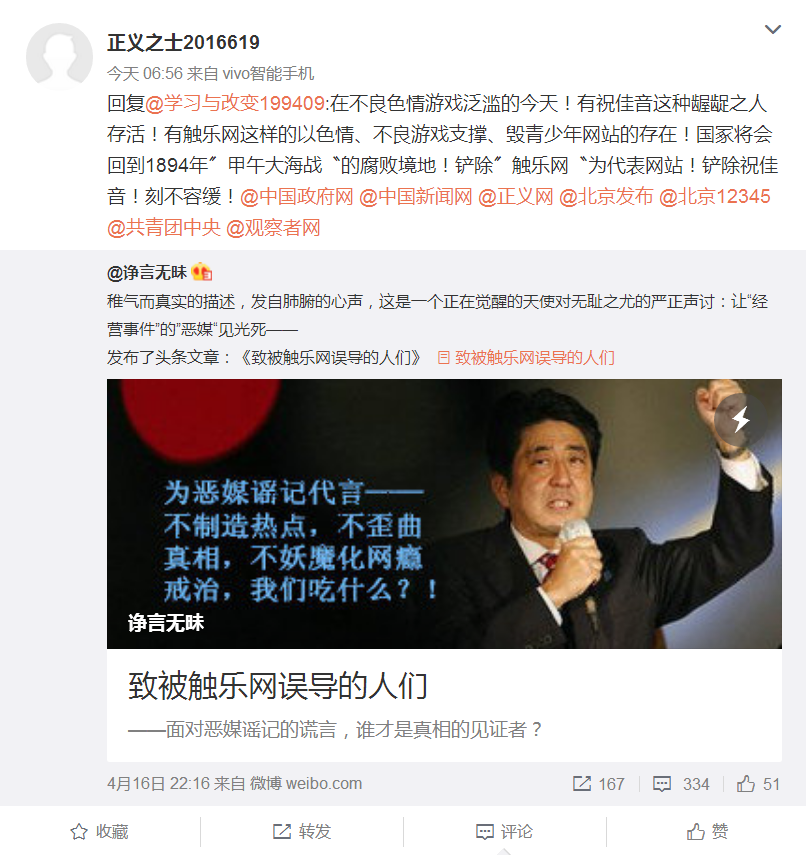 正义之士2016619
今天 06:56 来自 vivo智能手机
回复@学习与改变199409:在不良色情游戏泛滥的今天！有祝佳音这种龌龊之人
存活！有触乐网这样的以色情、不良游戏支撑、毁青少年网站的存在！国家将会
回到1894年〞甲午大海战〝的腐败境地！铲除〞触乐网〝为代表网站！铲除祝佳
音！刻不容缓！@中国政府网 @中国新闻网 @正义网 @北京发布 @北京12345
@共青团中央 @观察者网
@诤言无昧
稚气而真实的描述，发自肺腑的心声，这是一个正在觉醒的天使对无耻之尤的严正声讨：让“经
营事件”的”恶媒“见光死——
发布了头条文章：《致被触乐网误导的人们》 致被触乐网误导的人们
为恶媒谣记代言——
不制造热点，不歪曲
真相，不妖魔化网瘾
戒治，我们吃什么？！
诤言无昧
致被触乐网误导的人们
——面对恶媒谣记的谎言，谁才是真相的见证者？
4月16日 22:16 来自 微博 weibo.com 167 334 51
收藏 转发 评论 赞